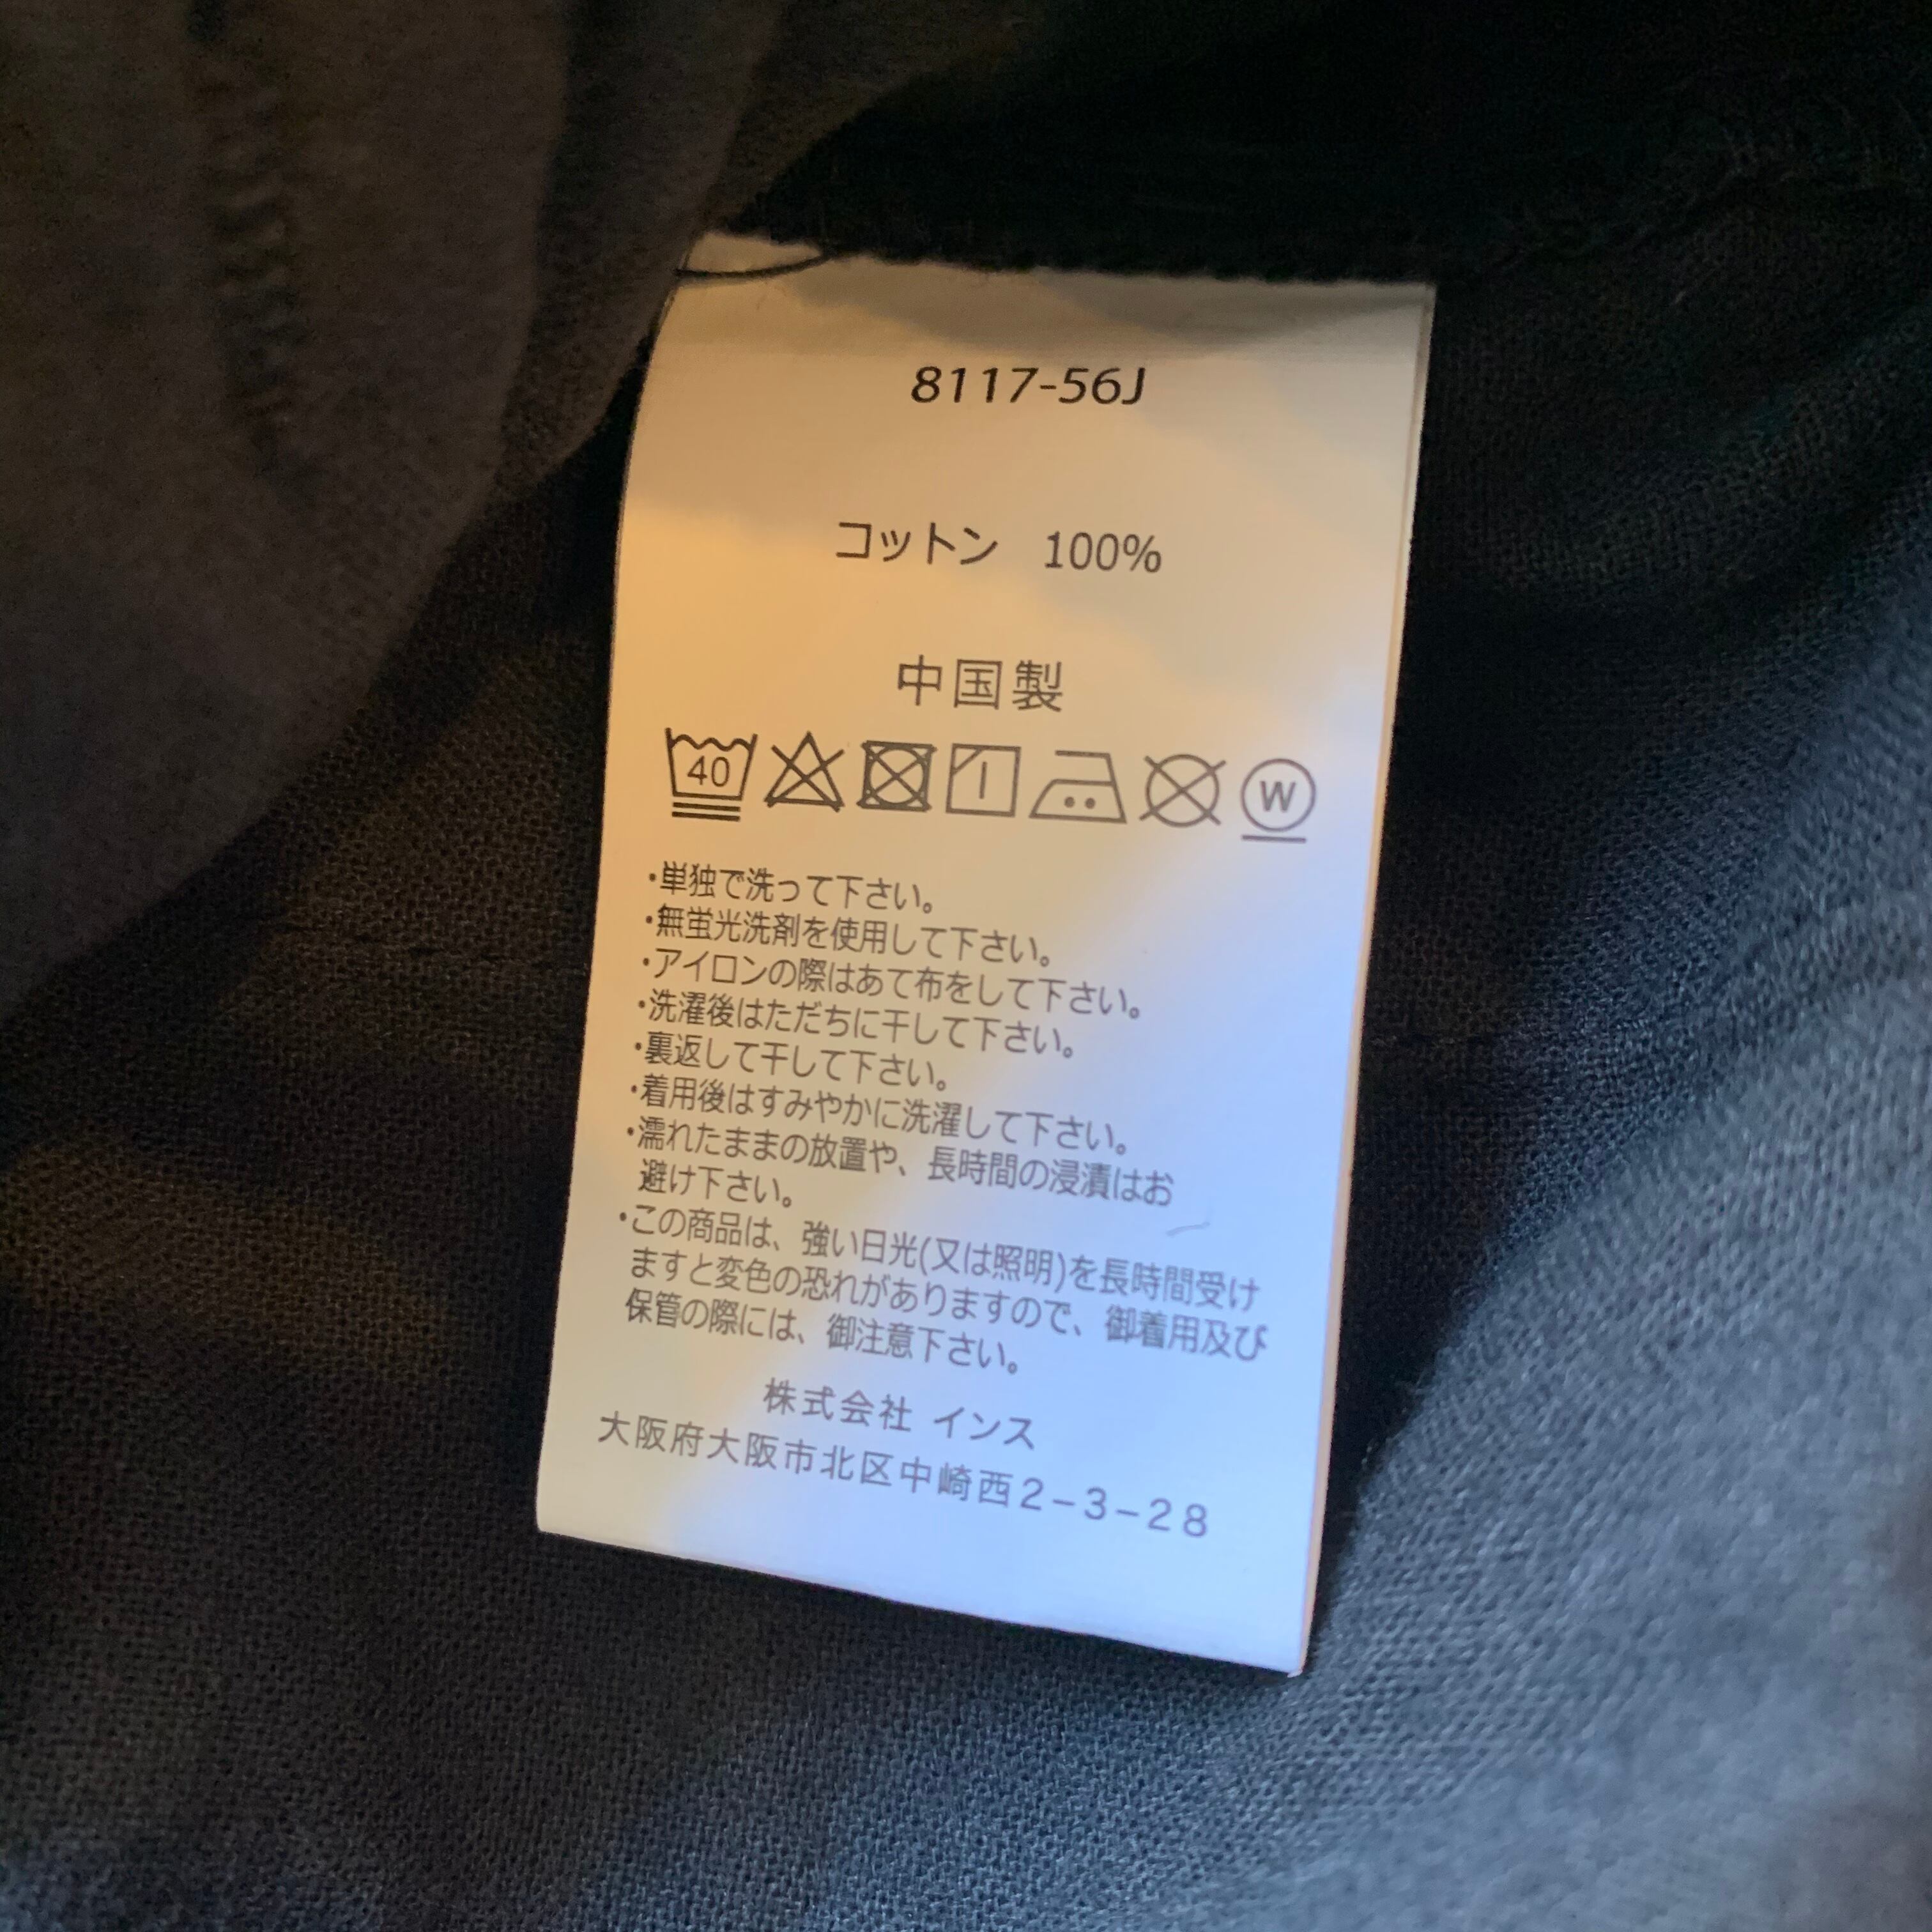 8117-56J
コットン 100%
中国製
40 W
・単独で洗って下さい。
・無蛍光洗剤を使用して下さい。
・アイロンの際はあて布をして下さい。
・洗濯後はただちに干して下さい。
・裏返して干して下さい。
・着用後はすみやかに洗濯して下さい。
・濡れたままの放置や、長時間の浸漬はお
避け下さい。
・この商品は、強い日光(又は照明)を長時間受け
ますと変色の恐れがありますので、御着用及び
保管の際には、御注意下さい。
株式会社 インス
大阪府大阪市北区中崎西2-3-28